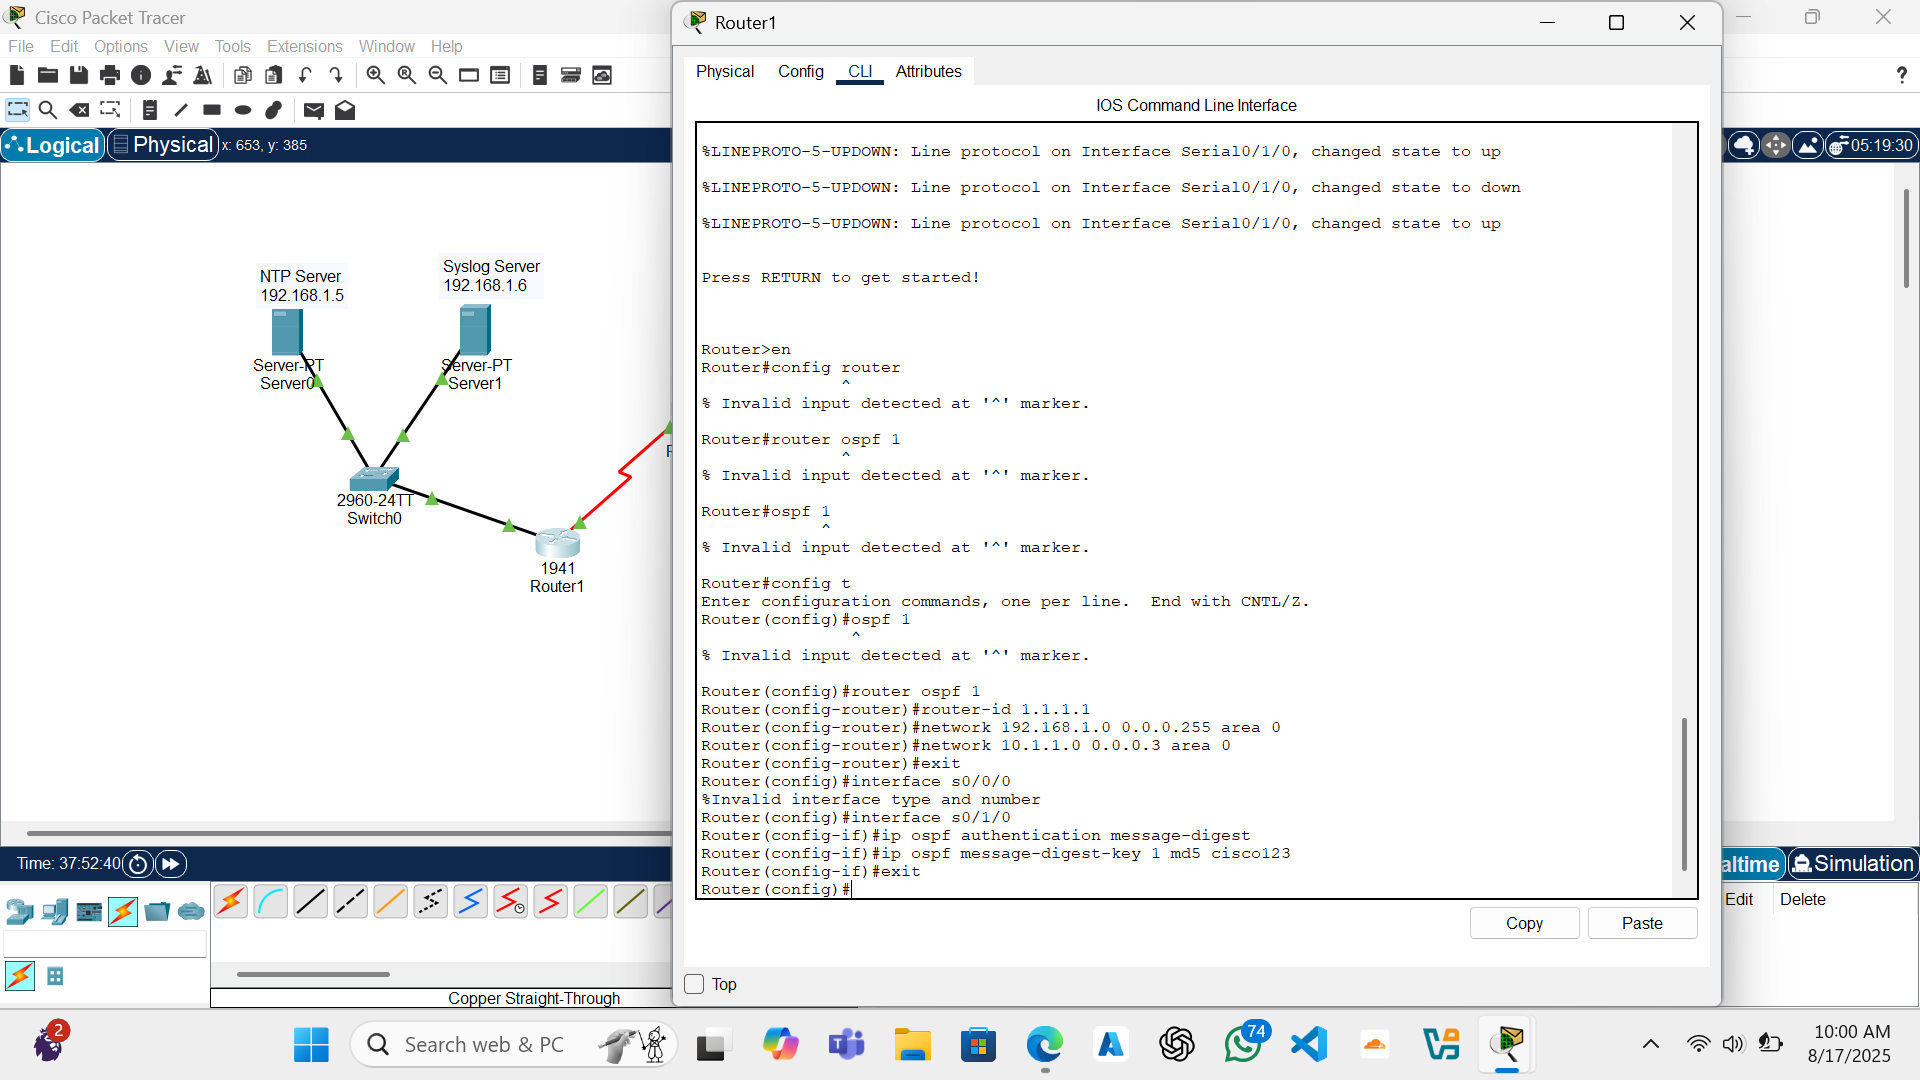 Cisco Packet Tracer
File Edit Options View Tools Extensions Window Help
?
Logical Physical x: 653, y: 385
05:19:30
NTP Server
192.168.1.5
Syslog Server
192.168.1.6
Server-PT
Server0
Server-PT
Server1
2960-24TT
Switch0
1941
Router1
Router1
Physical Config CLI Attributes
IOS Command Line Interface
%LINEPROTO-5-UPDOWN: Line protocol on Interface Serial0/1/0, changed state to up
%LINEPROTO-5-UPDOWN: Line protocol on Interface Serial0/1/0, changed state to down
%LINEPROTO-5-UPDOWN: Line protocol on Interface Serial0/1/0, changed state to up
Press RETURN to get started!
Router>en
Router#config router
^
% Invalid input detected at '^' marker.
Router#router ospf 1
^
% Invalid input detected at '^' marker.
Router#ospf 1
^
% Invalid input detected at '^' marker.
Router#config t
Enter configuration commands, one per line. End with CNTL/Z.
Router(config)#ospf 1
^
% Invalid input detected at '^' marker.
Router(config)#router ospf 1
Router(config-router)#router-id 1.1.1.1
Router(config-router)#network 192.168.1.0 0.0.0.255 area 0
Router(config-router)#network 10.1.1.0 0.0.0.3 area 0
Router(config-router)#exit
Router(config)#interface s0/0/0
%Invalid interface type and number
Router(config)#interface s0/1/0
Router(config-if)#ip ospf authentication message-digest
Router(config-if)#ip ospf message-digest-key 1 md5 cisco123
Router(config-if)#exit
Router(config)#
Copy Paste
Top
Time: 37:52:40
altime Simulation
Edit Delete
Copper Straight-Through
2
Search web & PC
74
10:00 AM
8/17/2025